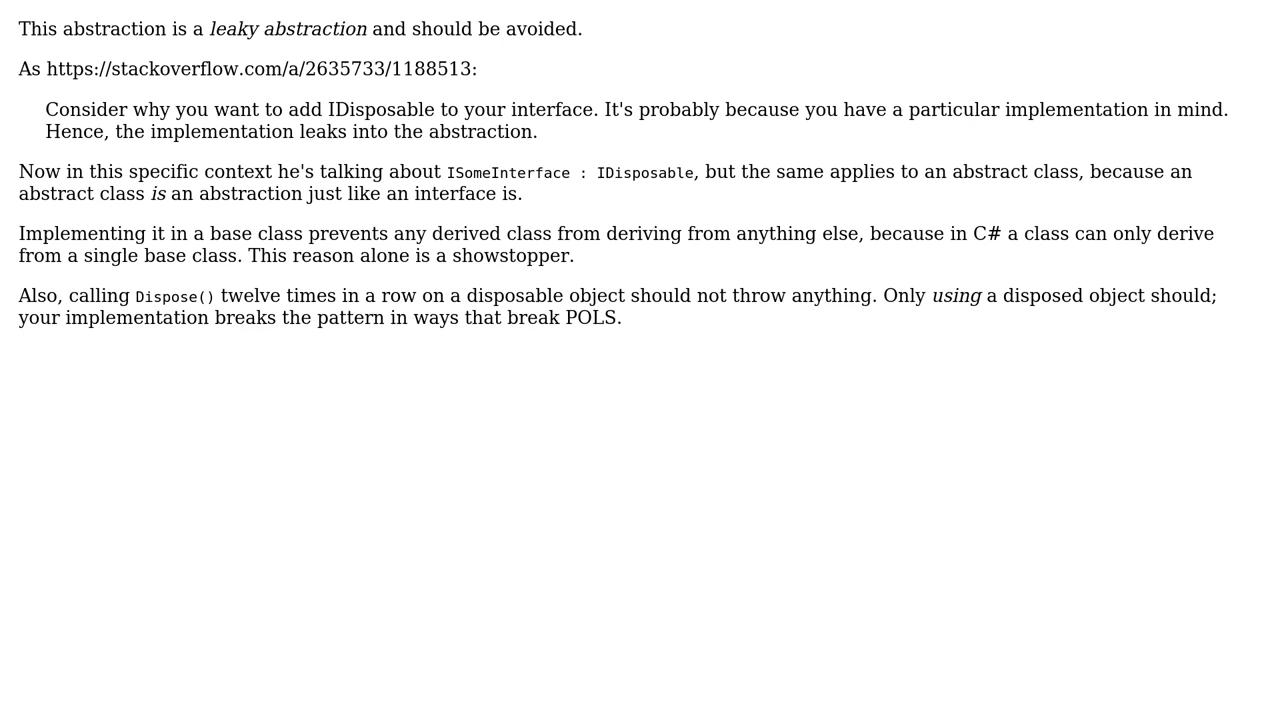 This abstraction is a leaky abstraction and should be avoided.
As https://stackoverflow.com/a/2635733/1188513:
Consider why you want to add IDisposable to your interface. It's probably because you have a particular implementation in mind.
Hence, the implementation leaks into the abstraction.
Now in this specific context he's talking about ISomeInterface : IDisposable, but the same applies to an abstract class, because an
abstract class is an abstraction just like an interface is.
Implementing it in a base class prevents any derived class from deriving from anything else, because in C# a class can only derive
from a single base class. This reason alone is a showstopper.
Also, calling Dispose() twelve times in a row on a disposable object should not throw anything. Only using a disposed object should;
your implementation breaks the pattern in ways that break POLS.